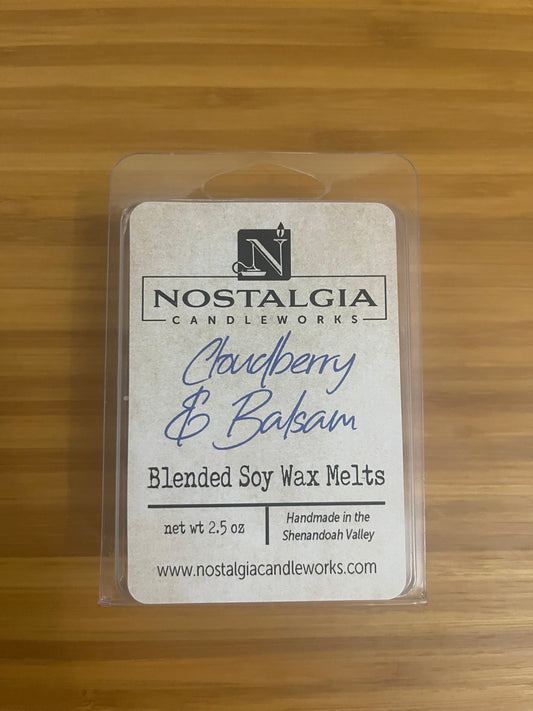 N
NOSTALGIA
CANDLEWORKS
Cloudberry
& Balsam
Blended Soy Wax Melts
net wt 2.5 oz
Handmade in the
Shenandoah Valley
www.nostalgiacandleworks.com